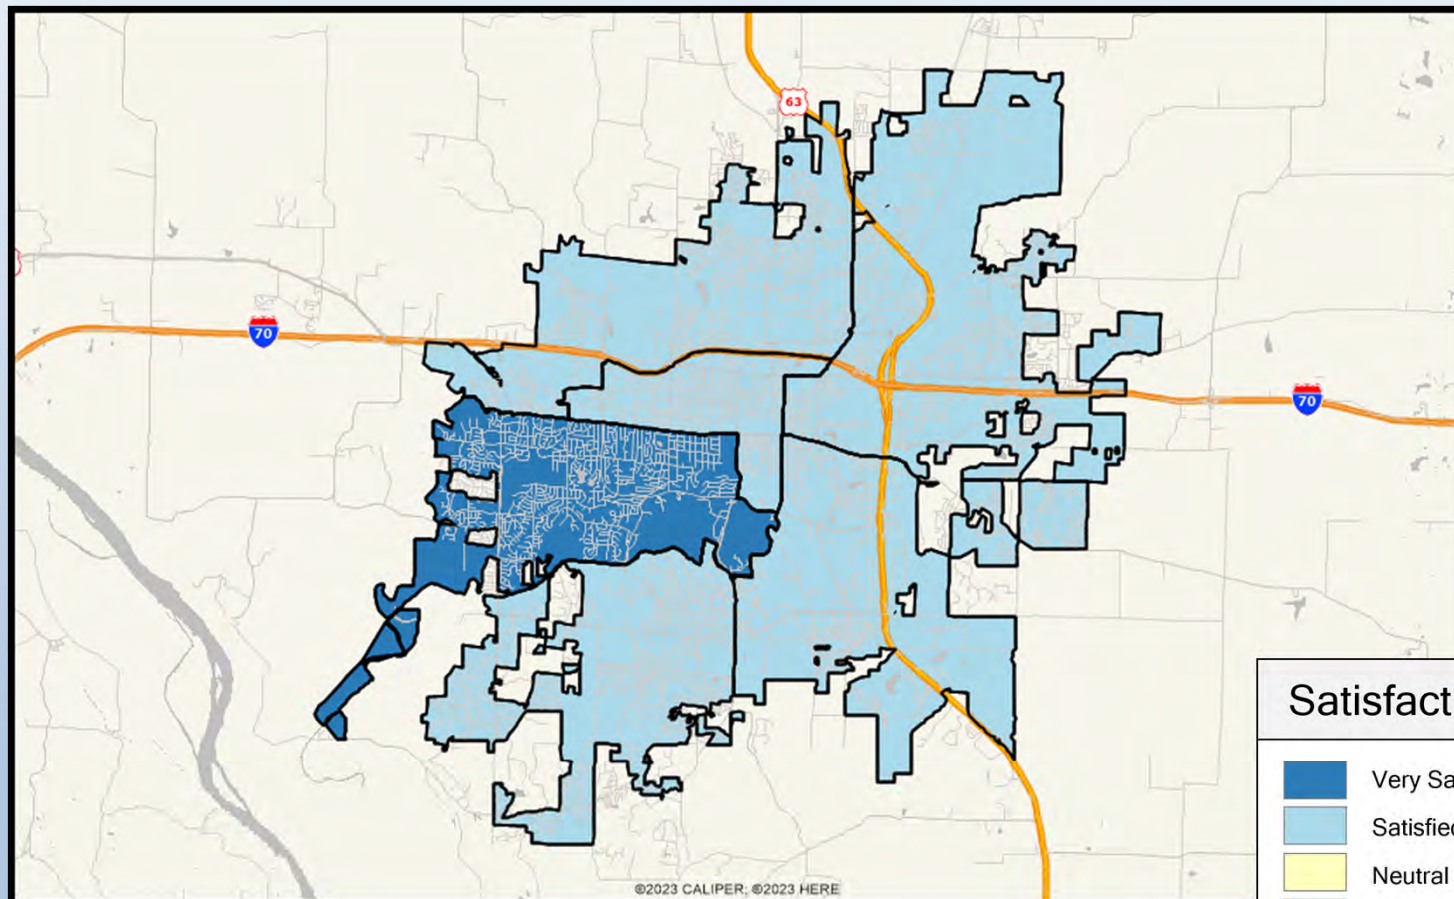 63
70
70
Satisfact
Very Sa
Satisfied
Neutral
©2023 CALIPER; ©2023 HERE